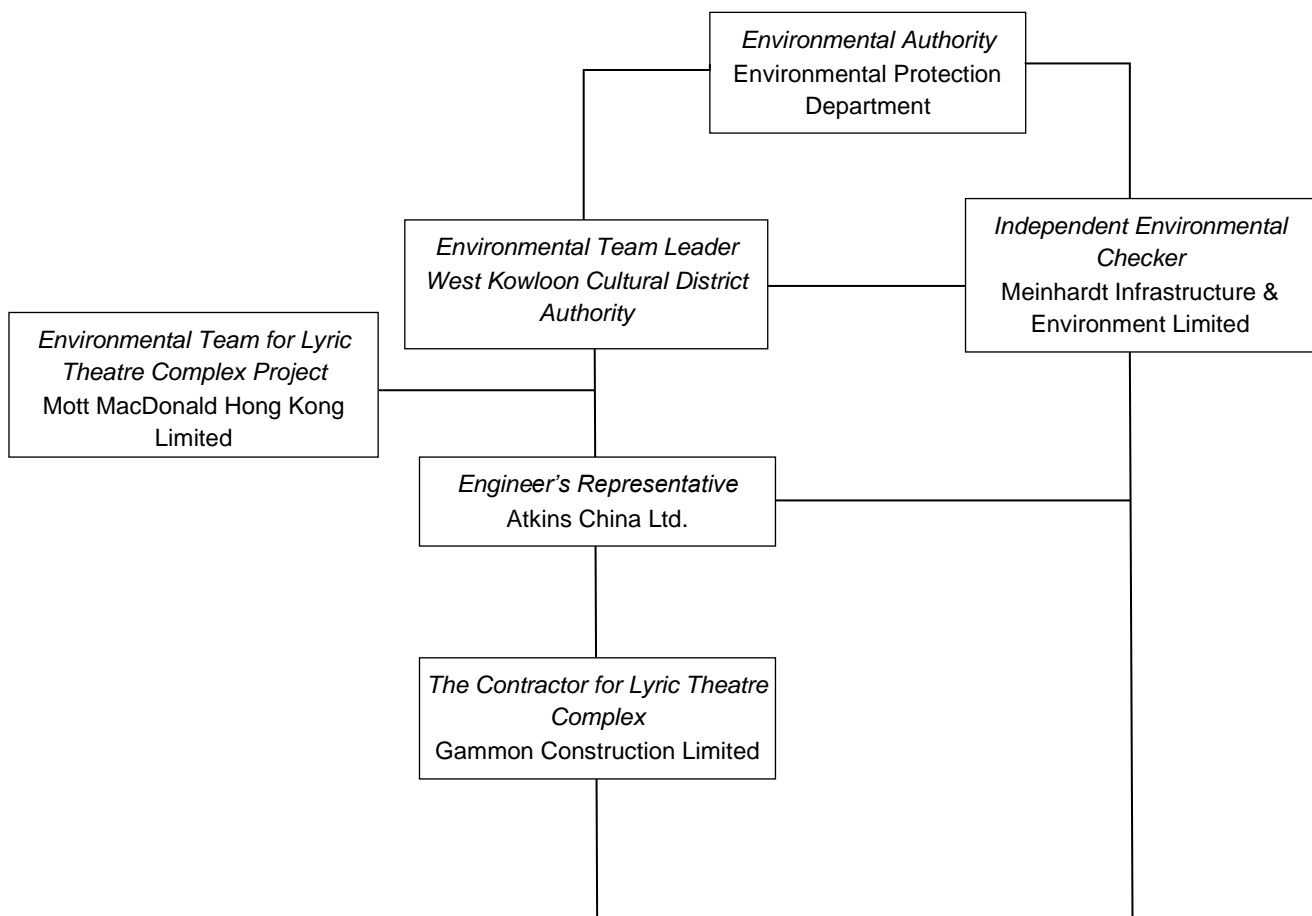 Environmental Authority
Environmental Protection
Department
Environmental Team Leader
West Kowloon Cultural District
Authority
Independent Environmental
Checker
Meinhardt Infrastructure &
Environment Limited
Environmental Team for Lyric
Theatre Complex Project
Mott MacDonald Hong Kong
Limited
Engineer’s Representative
Atkins China Ltd.
The Contractor for Lyric Theatre
Complex
Gammon Construction Limited